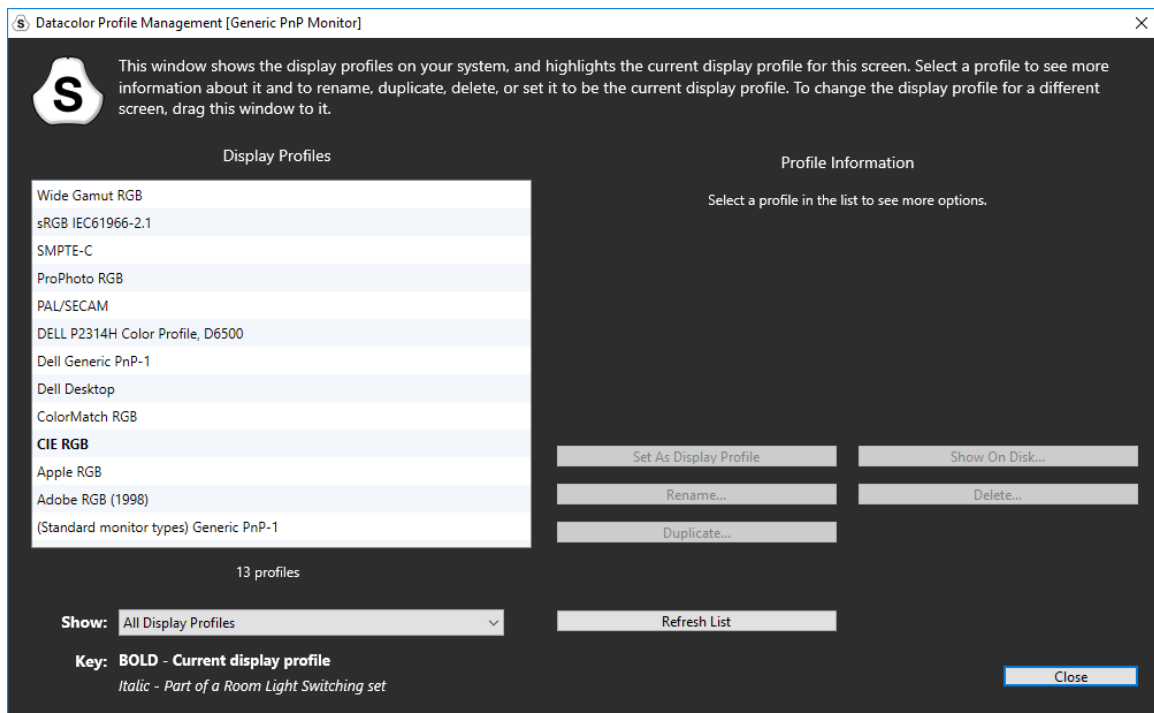 S Datacolor Profile Management [Generic PnP Monitor]
S
This window shows the display profiles on your system, and highlights the current display profile for this screen. Select a profile to see more
information about it and to rename, duplicate, delete, or set it to be the current display profile. To change the display profile for a different
screen, drag this window to it.
Display Profiles
Wide Gamut RGB
sRGB IEC61966-2.1
SMPTE-C
ProPhoto RGB
PAL/SECAM
DELL P2314H Color Profile, D6500
Dell Generic PnP-1
Dell Desktop
ColorMatch RGB
CIE RGB
Apple RGB
Adobe RGB (1998)
(Standard monitor types) Generic PnP-1
13 profiles
Profile Information
Select a profile in the list to see more options.
Set As Display Profile
Show On Disk...
Rename...
Delete...
Duplicate...
Show: All Display Profiles
Refresh List
Key: BOLD - Current display profile
Italic - Part of a Room Light Switching set
Close